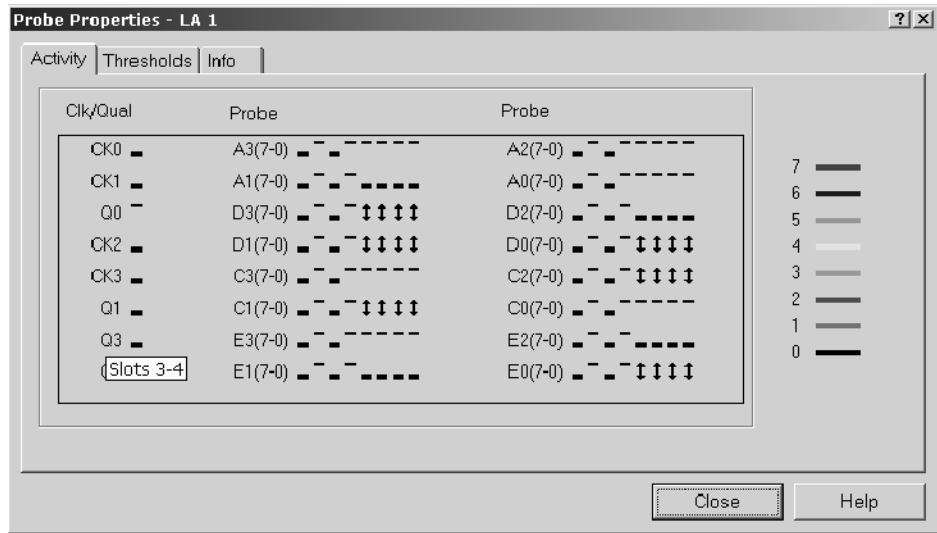 Probe Properties - LA 1
Activity Thresholds Info
Clk/Qual Probe Probe
CK0 A3(7-0) A2(7-0)
CK1 A1(7-0) A0(7-0)
Q0 D3(7-0) D2(7-0)
CK2 D1(7-0) D0(7-0)
CK3 C3(7-0) C2(7-0)
Q1 C1(7-0) C0(7-0)
Q3 E3(7-0) E2(7-0)
Slots 3-4 E1(7-0) E0(7-0)
7
6
5
4
3
2
1
0
Close Help